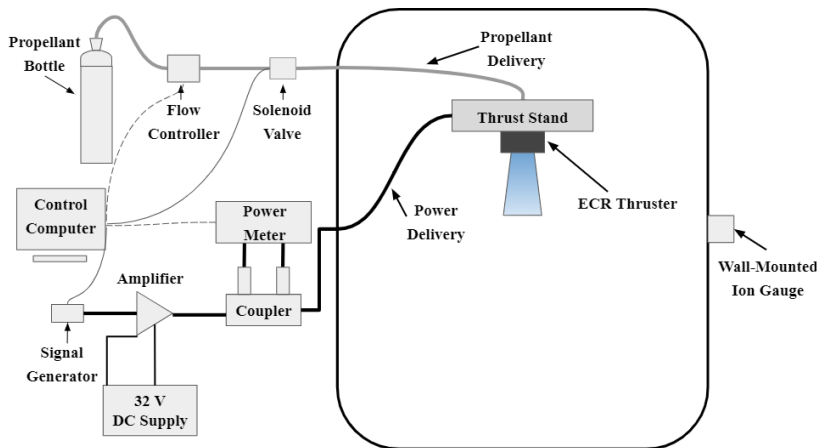 Propellant
Bottle
Flow
Controller
Solenoid
Valve
Propellant
Delivery
Thrust Stand
ECR Thruster
Control
Computer
Power
Meter
Power
Delivery
Wall-Mounted
Ion Gauge
Amplifier
Coupler
Signal
Generator
32 V
DC Supply